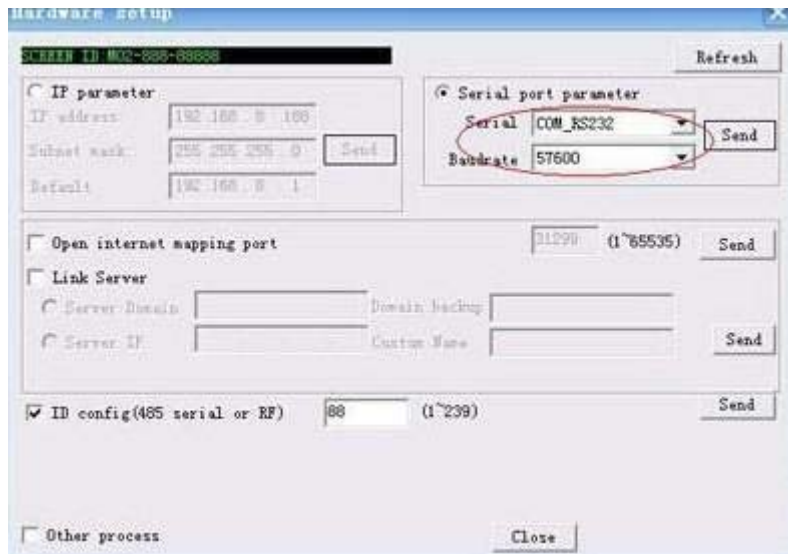 Hardware setup
SCREEN ID M02-888-88888
Refresh
IP parameter
IP address 192 168 0 188
Subnet mask: 255 255 255 0 Send
Default 192 168 0 1
Serial port parameter
Serial COM_RS232
Baudrate 57600
Send
Open internet mapping port 31299 (1~65535) Send
Link Server
Server Domain Domain backup
Server IP Custom Name Send
ID config(485 serial or RF) 88 (1~239) Send
Other process
Close